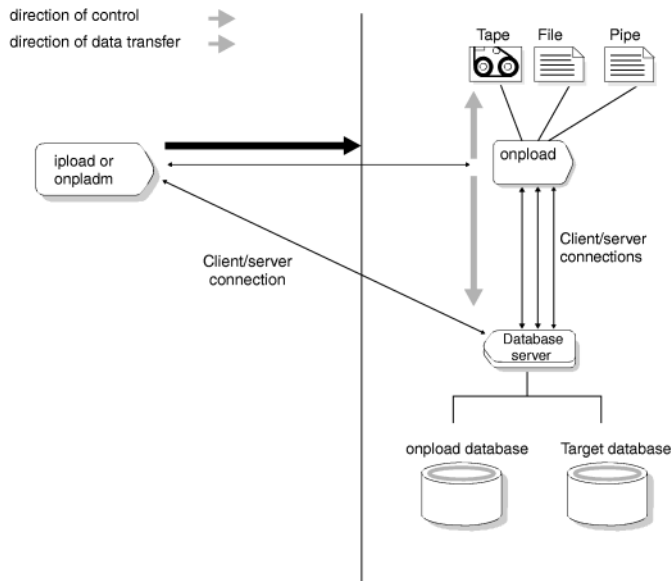 direction of control
direction of data transfer
Tape File Pipe
onpload
ipload or
onpladm
Client/server
connections
Client/server
connection
Database
server
onpload database
Target database